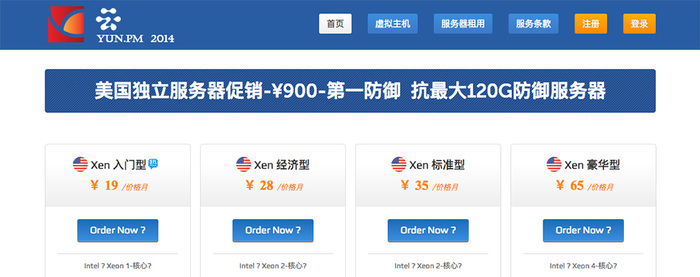 YUN.PM 2014
首页 虚拟主机 服务器租用 服务条款 注册 登录
美国独立服务器促销-¥900-第一防御 抗最大120G防御服务器
Xen 入门型 Xen 经济型 Xen 标准型 Xen 豪华型
¥ 19 /价格月 ¥ 28 /价格月 ¥ 35 /价格月 ¥ 65 /价格月
Order Now ? Order Now ? Order Now ? Order Now ?
Intel ? Xeon 1-核心? Intel ? Xeon 2-核心? Intel ? Xeon 2-核心? Intel ? Xeon 4-核心?